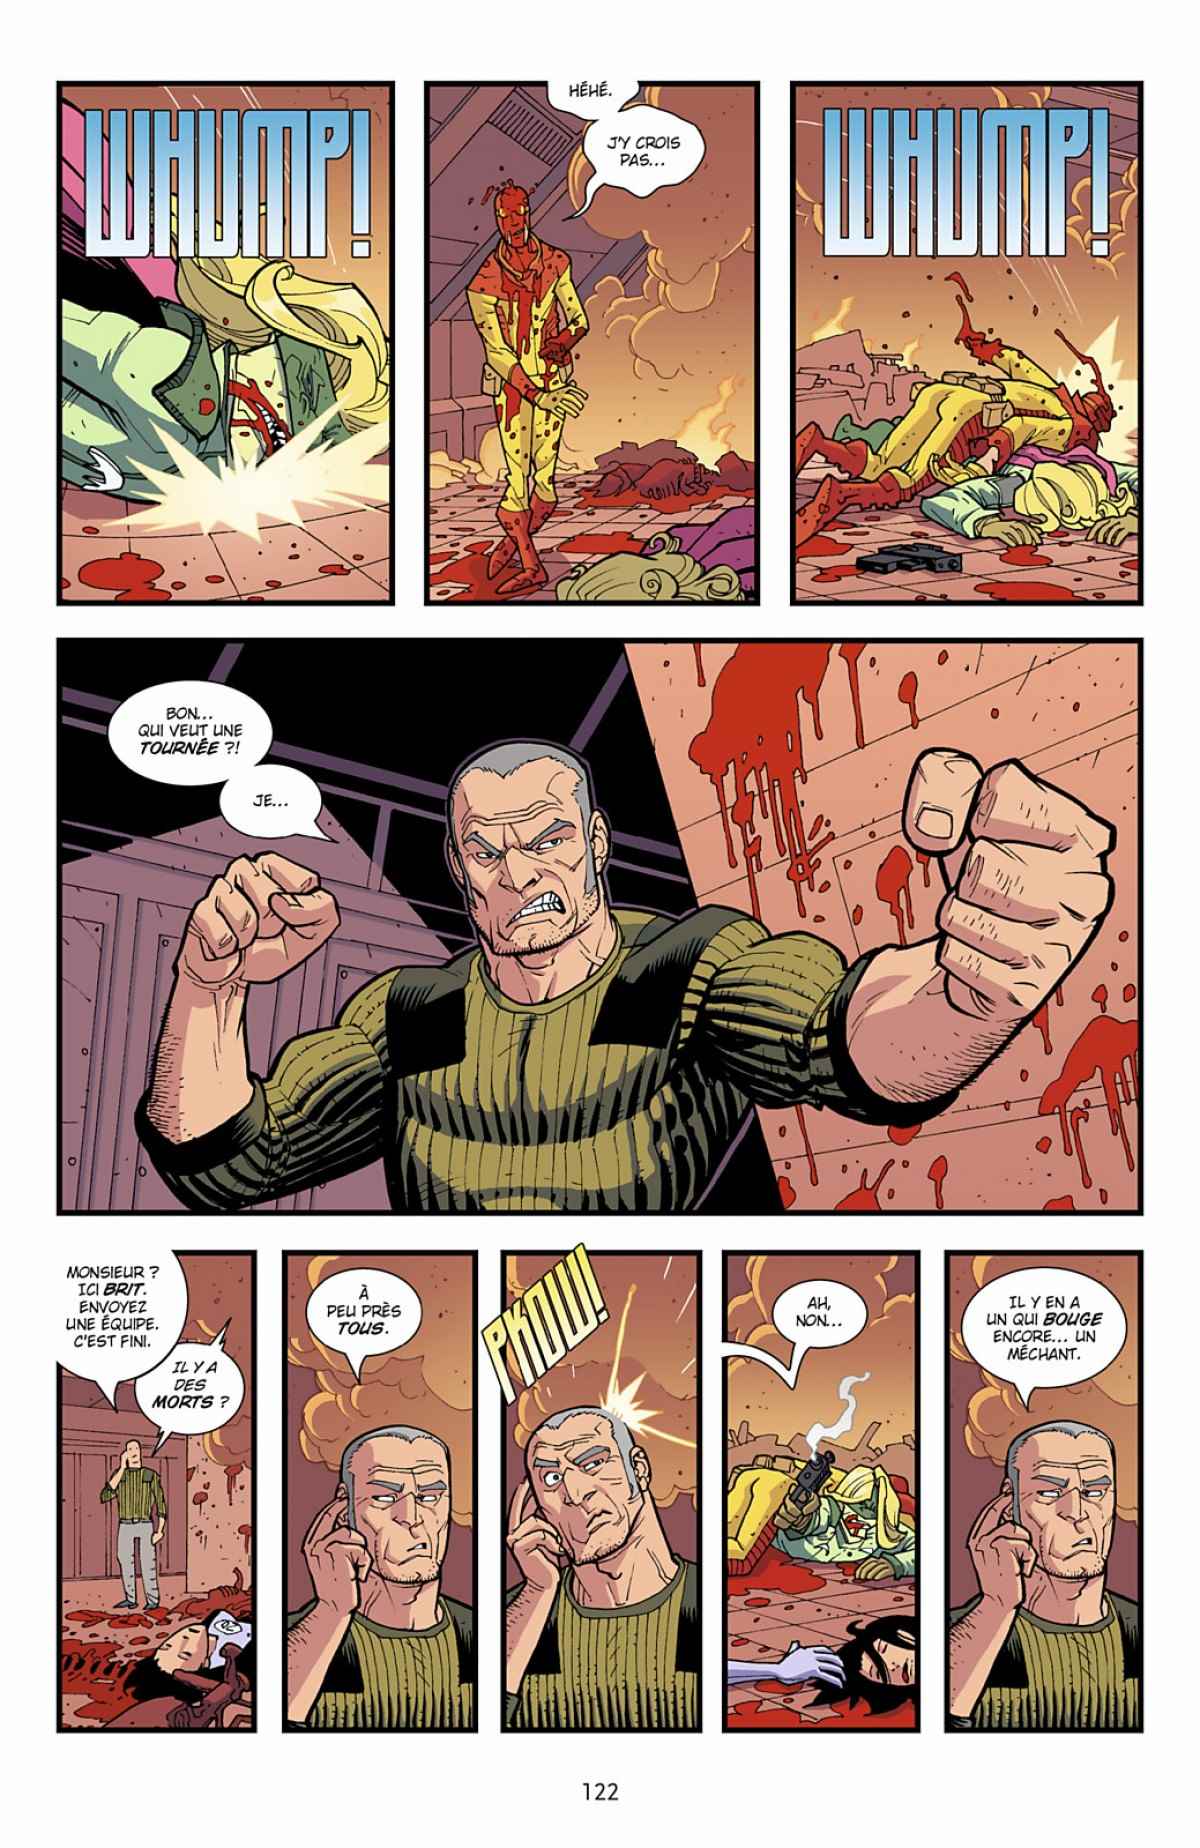 WHUMP!
HÉHÉ.
J'Y CROIS
PAS...
WHUMP!
BON...
QUI VEUT UNE
TOURNÉE ?!
JE...
MONSIEUR ?
ICI BRIT.
ENVOYEZ
UNE ÉQUIPE.
C'EST FINI.
IL Y A
DES
MORTS ?
À
PEU PRÈS
TOUS.
PKOW!
AH,
NON...
IL Y EN A
UN QUI BOUGE
ENCORE... UN
MÉCHANT.
122